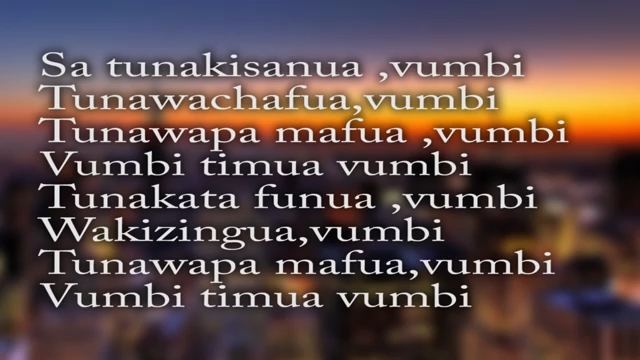 Sa tunakisanua ,vumbi
Tunawachafua,vumbi
Tunawapa mafua ,vumbi
Vumbi timua vumbi
Tunakata funua ,vumbi
Wakizingua,vumbi
Tunawapa mafua,vumbi
Vumbi timua vumbi